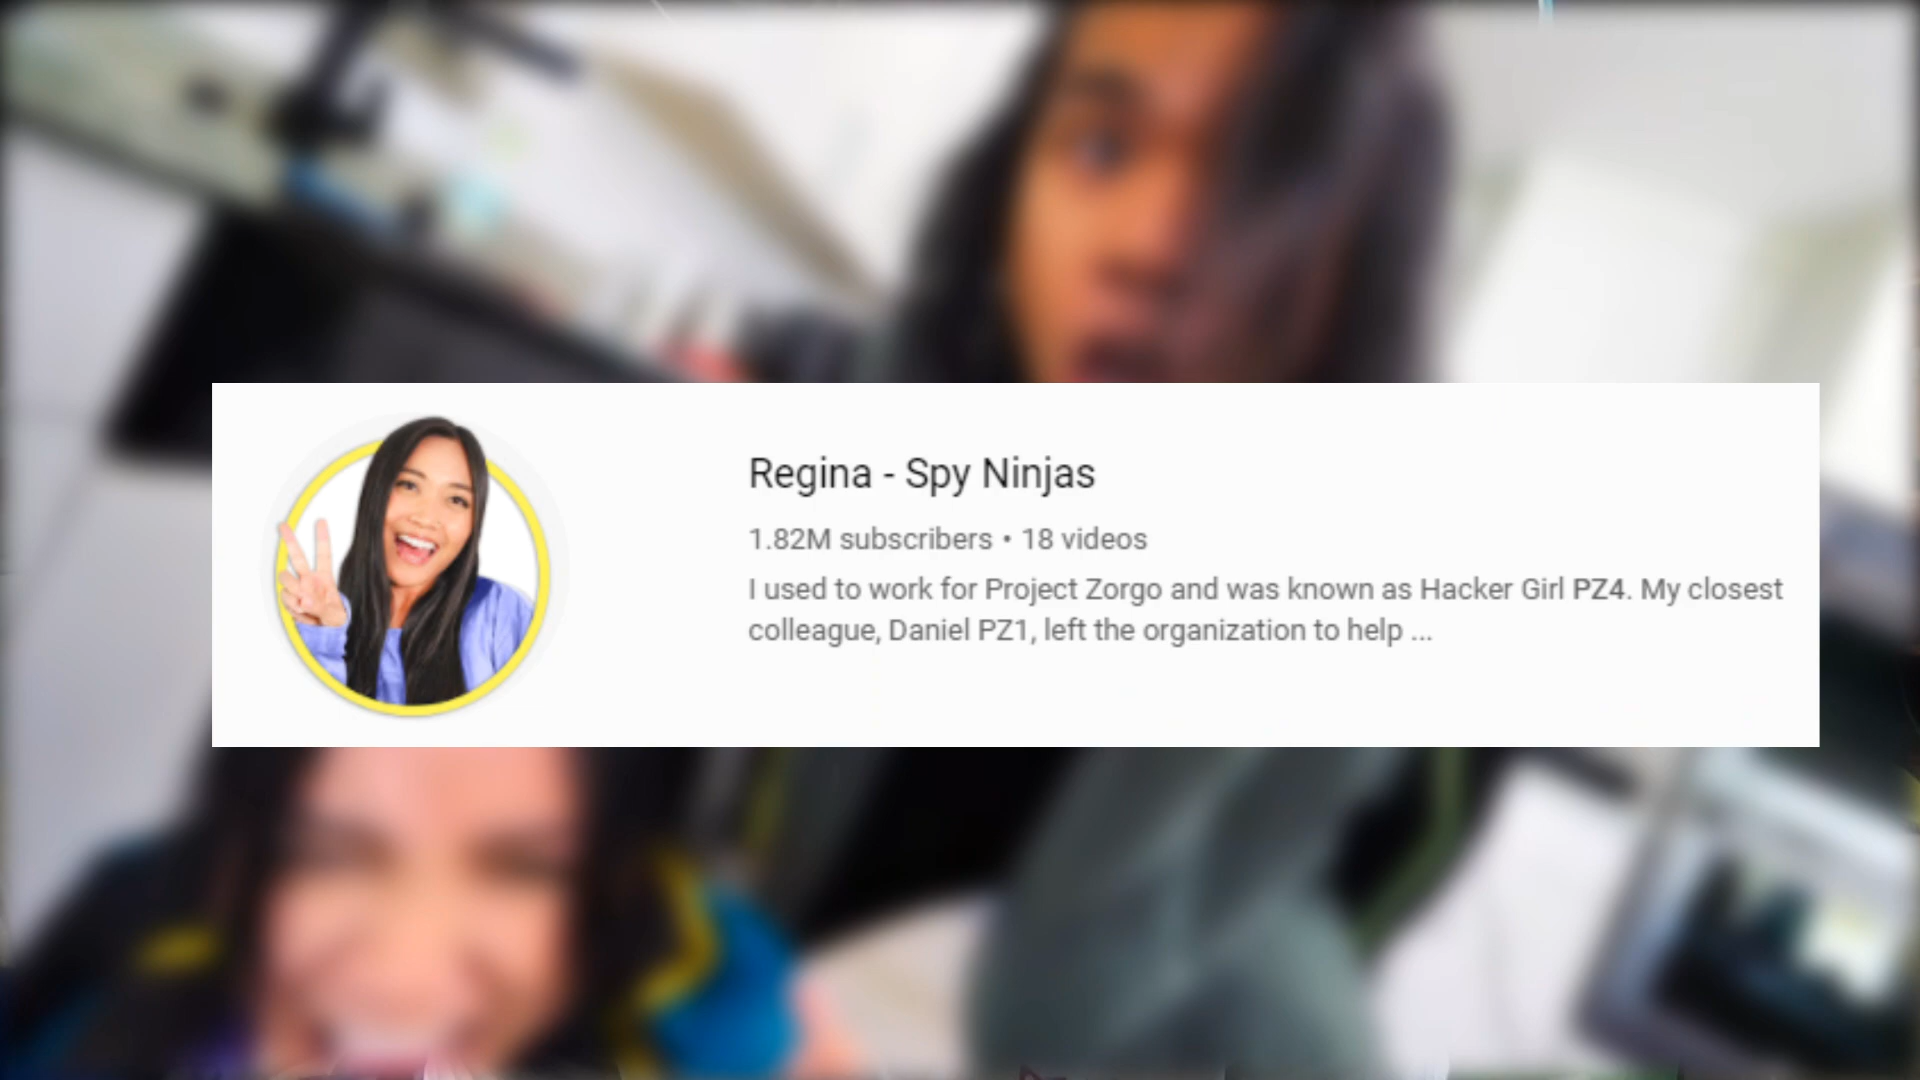 Regina - Spy Ninjas
1.82M subscribers • 18 videos
I used to work for Project Zorgo and was known as Hacker Girl PZ4. My closest
colleague, Daniel PZ1, left the organization to help ...